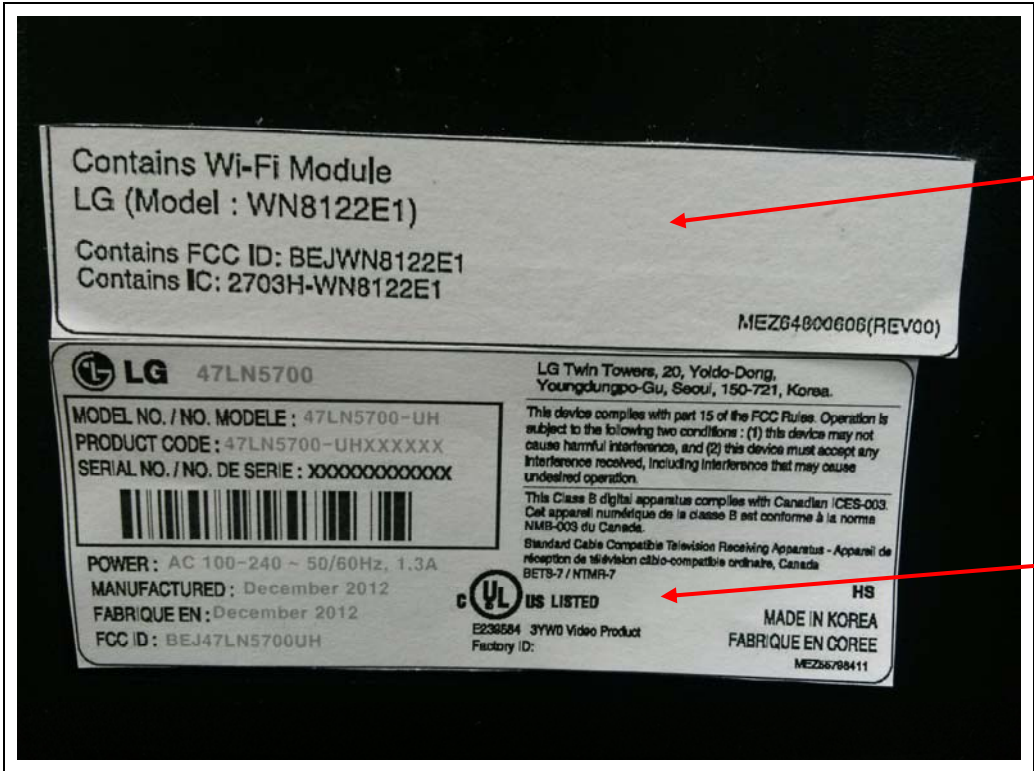 Contains Wi-Fi Module
LG (Model : WN8122E1)
Contains FCC ID: BEJWN8122E1
Contains IC: 2703H-WN8122E1
MEZ64800606(REV00)
LG 47LN5700
MODEL NO. / NO. MODELE : 47LN5700-UH
PRODUCT CODE : 47LN5700-UHXXXXXX
SERIAL NO. / NO. DE SERIE : XXXXXXXXXXXXX
POWER : AC 100-240 ~ 50/60Hz, 1.3A
MANUFACTURED : December 2012
FABRIQUE EN : December 2012
FCC ID : BEJ47LN5700UH
LG Twin Towers, 20, Yoido-Dong,
Youngdungpo-Gu, Seoul, 150-721, Korea.
This device complies with part 15 of the FCC Rules. Operation is
subject to the following two conditions : (1) this device may not
cause harmful interference, and (2) this device must accept any
interference received, including interference that may cause
undesired operation.
This Class B digital apparatus complies with Canadian ICES-003.
Cet appareil numérique de la classe B est conforme à la norme
NMB-003 du Canada.
Standard Cable Compatible Television Receiving Apparatus - Appareil de
réception de télévision câblo-compatible ordinaire, Canada
BETS-7 / NTMR-7
C UL US LISTED
E239584 3YW0 Video Product
Factory ID:
HS
MADE IN KOREA
FABRIQUE EN COREE
MEZ55798411